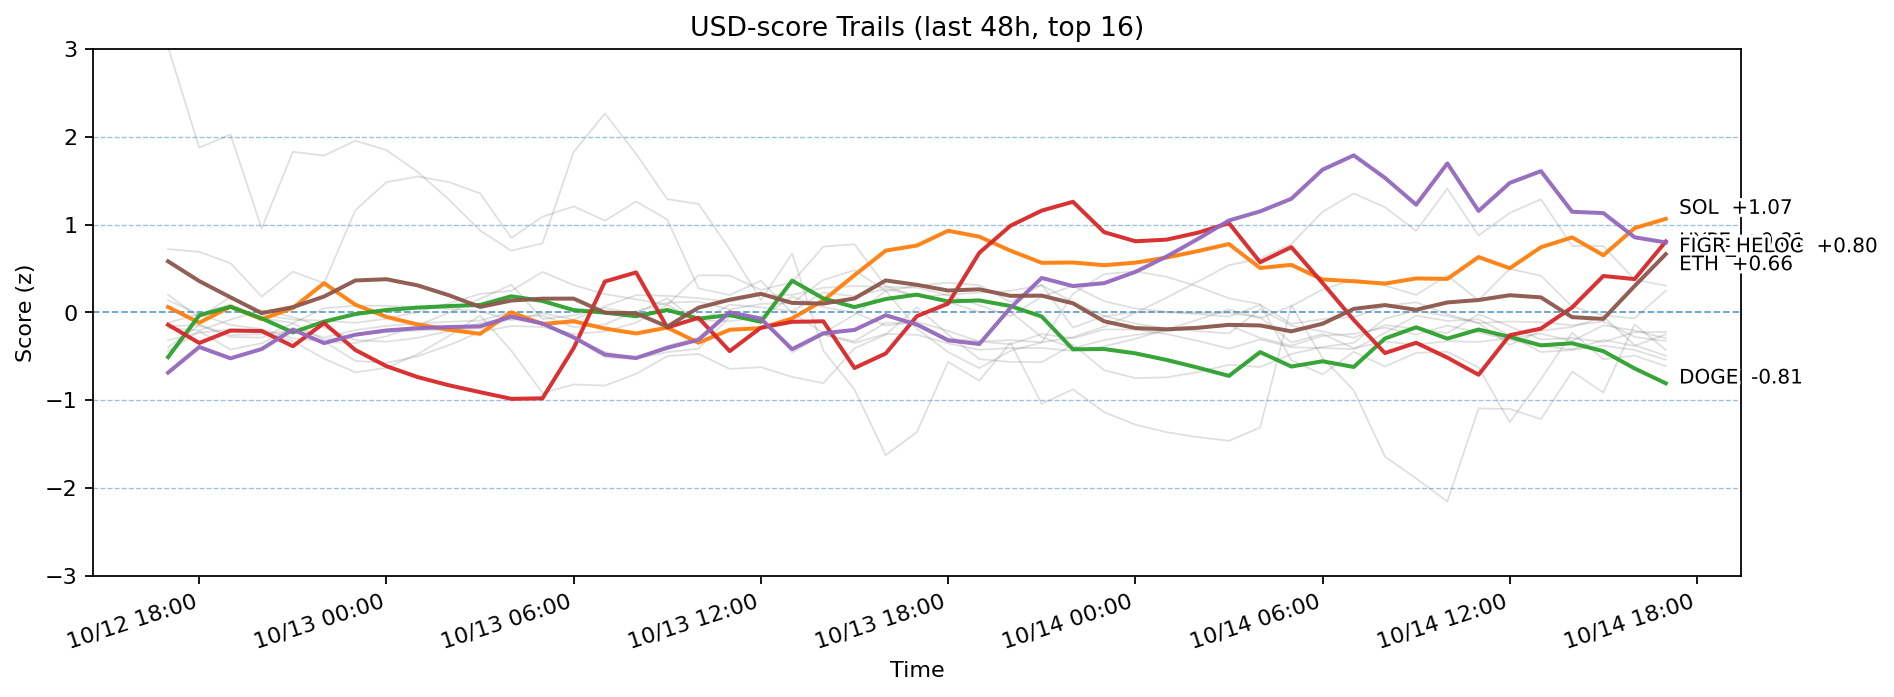 USD-score Trails (last 48h, top 16)
Score (z)
3
2
1
0
−1
−2
−3
SOL +1.07
FIGR_HELOC +0.80
ETH +0.66
DOGE -0.81
10/12 18:00
10/13 00:00
10/13 06:00
10/13 12:00
10/13 18:00
10/14 00:00
10/14 06:00
10/14 12:00
10/14 18:00
Time